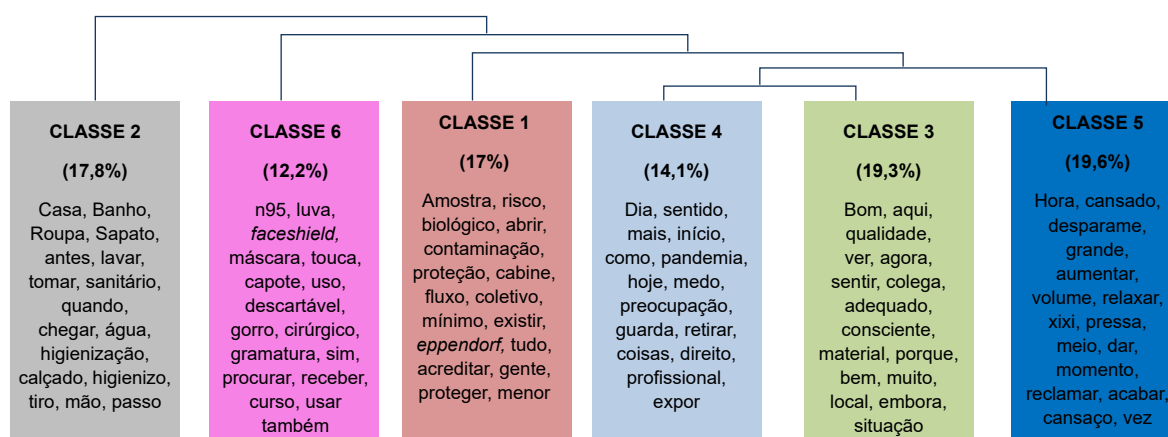 CLASSE 2
(17,8%)
Casa, Banho,
Roupa, Sapato,
antes, lavar,
tomar, sanitário,
quando,
chegar, água,
higienização,
calçado, higienizo,
tiro, mão, passo
CLASSE 6
(12,2%)
n95, luva,
faceshield,
máscara, touca,
capote, uso,
descartável,
gorro, cirúrgico,
gramatura, sim,
procurar, receber,
curso, usar
também
CLASSE 1
(17%)
Amostra, risco,
biológico, abrir,
contaminação,
proteção, cabine,
fluxo, coletivo,
mínimo, existir,
eppendorf, tudo,
acreditar, gente,
proteger, menor
CLASSE 4
(14,1%)
Dia, sentido,
mais, início,
como, pandemia,
hoje, medo,
preocupação,
guarda, retirar,
coisas, direito,
profissional,
expor
CLASSE 3
(19,3%)
Bom, aqui,
qualidade,
ver, agora,
sentir, colega,
adequado,
consciente,
material, porque,
bem, muito,
local, embora,
situação
CLASSE 5
(19,6%)
Hora, cansado,
desparame,
grande,
aumentar,
volume, relaxar,
xixi, pressa,
meio, dar,
momento,
reclamar, acabar,
cansaço, vez